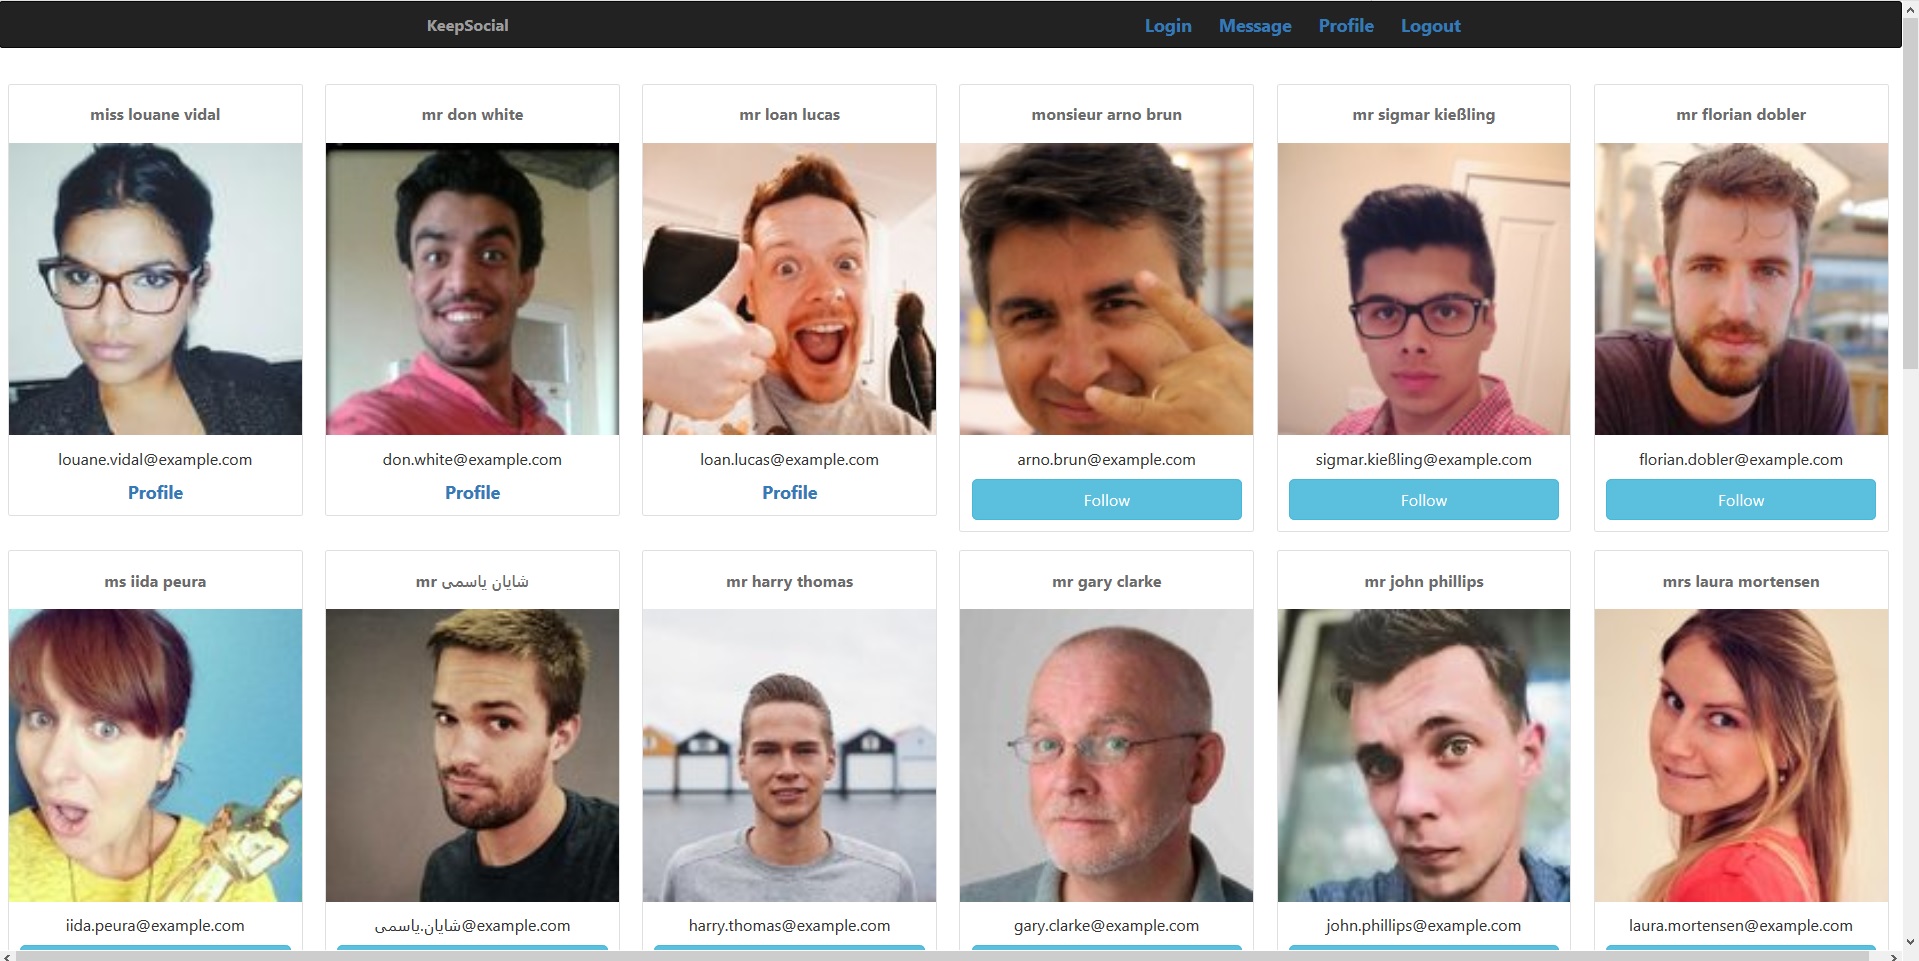 KeepSocial
Login Message Profile Logout
miss louane vidal
louane.vidal@example.com
Profile
mr don white
don.white@example.com
Profile
mr loan lucas
loan.lucas@example.com
Profile
monsieur arno brun
arno.brun@example.com
Follow
mr sigmar kießling
sigmar.kießling@example.com
Follow
mr florian dobler
florian.dobler@example.com
Follow
ms iida peura
iida.peura@example.com
mr شایان یاسمی
شایان.یاسمی@example.com
mr harry thomas
harry.thomas@example.com
mr gary clarke
gary.clarke@example.com
mr john phillips
john.phillips@example.com
mrs laura mortensen
laura.mortensen@example.com